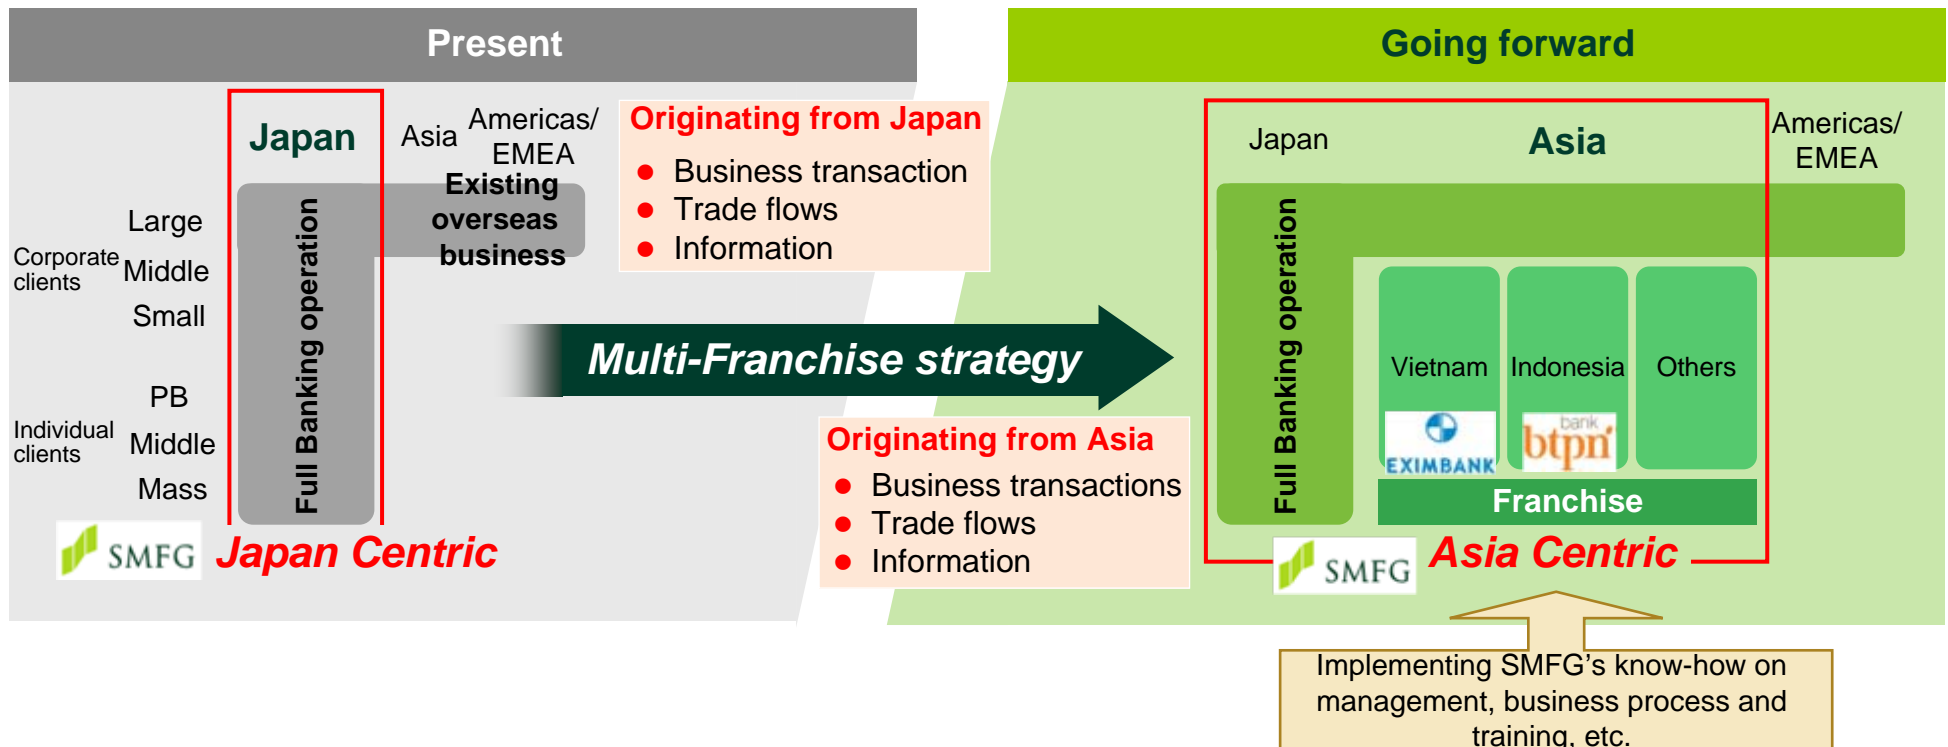 Present
Japan
Asia
Americas/
EMEA
Existing
overseas
business
Corporate
clients
Large
Middle
Small
Individual
clients
PB
Middle
Mass
Full Banking operation
SMFG
Japan Centric
Originating from Japan
● Business transaction
● Trade flows
● Information
Multi-Franchise strategy
Originating from Asia
● Business transactions
● Trade flows
● Information
Going forward
Japan
Asia
Americas/
EMEA
Full Banking operation
Vietnam
Indonesia
Others
EXIMBANK
bank
btpn
Franchise
SMFG
Asia Centric
Implementing SMFG’s know-how on
management, business process and
training, etc.